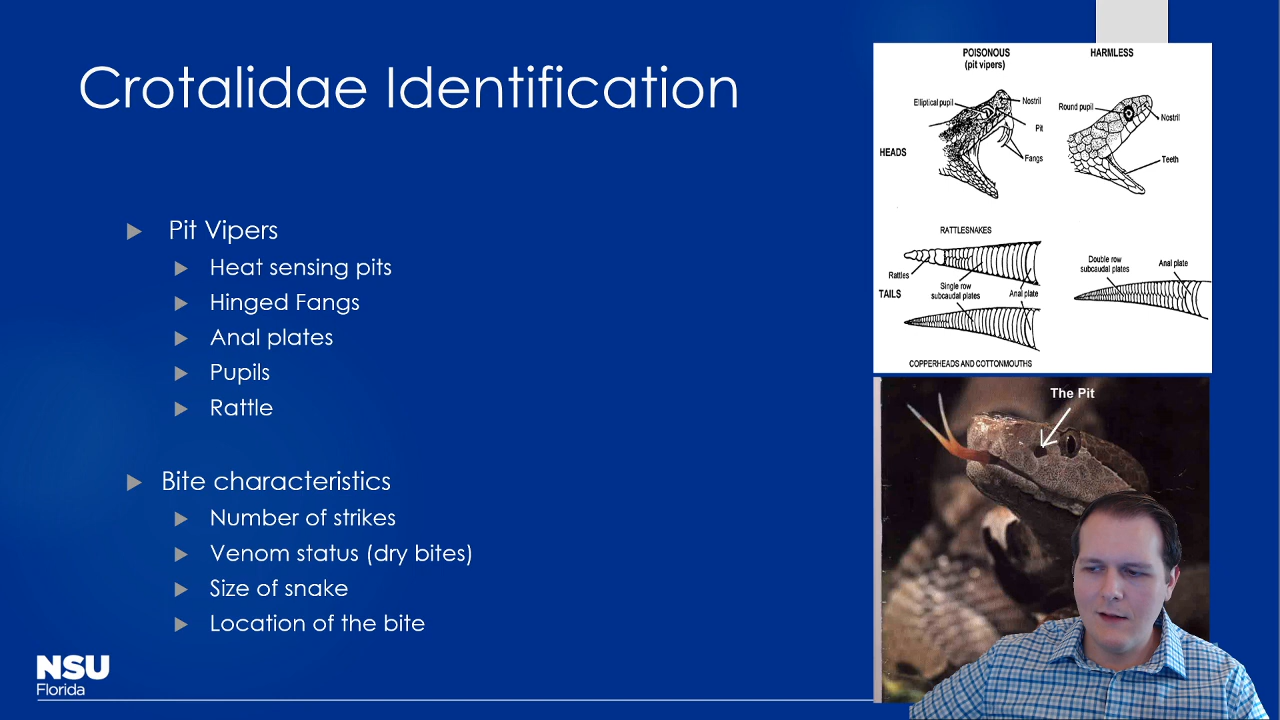 Crotalidae Identification
Pit Vipers
Heat sensing pits
Hinged Fangs
Anal plates
Pupils
Rattle
Bite characteristics
Number of strikes
Venom status (dry bites)
Size of snake
Location of the bite
NSU
Florida
POISONOUS
(pit vipers)
HARMLESS
Elliptical pupil
Nostril
Pit
Fangs
Round pupil
Nostril
Teeth
HEADS
RATTLESNAKES
Rattles
Single row
subcaudal plates
Anal plate
Double row
subcaudal plates
Anal plate
TAILS
COPPERHEADS AND COTTONMOUTHS
The Pit